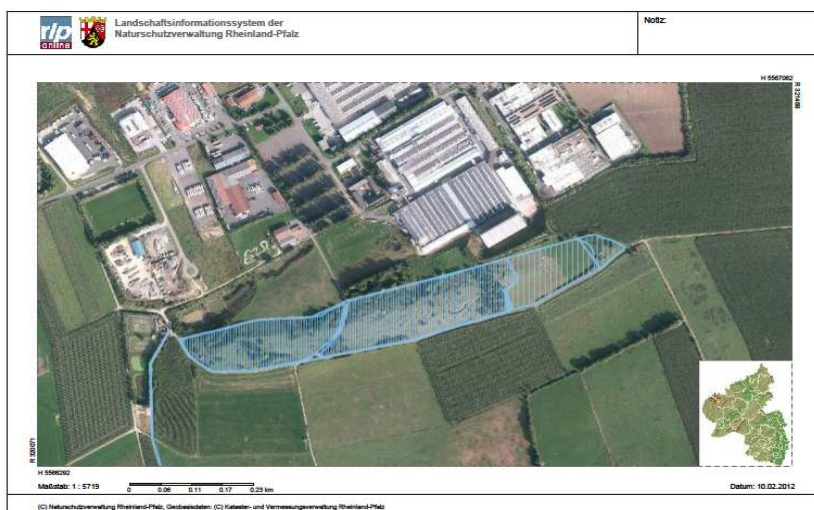 rlp
online
Landschaftsinformationssystem der
Naturschutzverwaltung Rheinland-Pfalz
Notiz:
H 5567062
H 5566292
Maßstab: 1 : 5719
0 0.06 0.11 0.17 0.23 km
Datum: 10.02.2012
(C) Naturschutzverwaltung Rheinland-Pfalz, Geobasisdaten: (C) Kataster- und Vermessungsverwaltung Rheinland-Pfalz